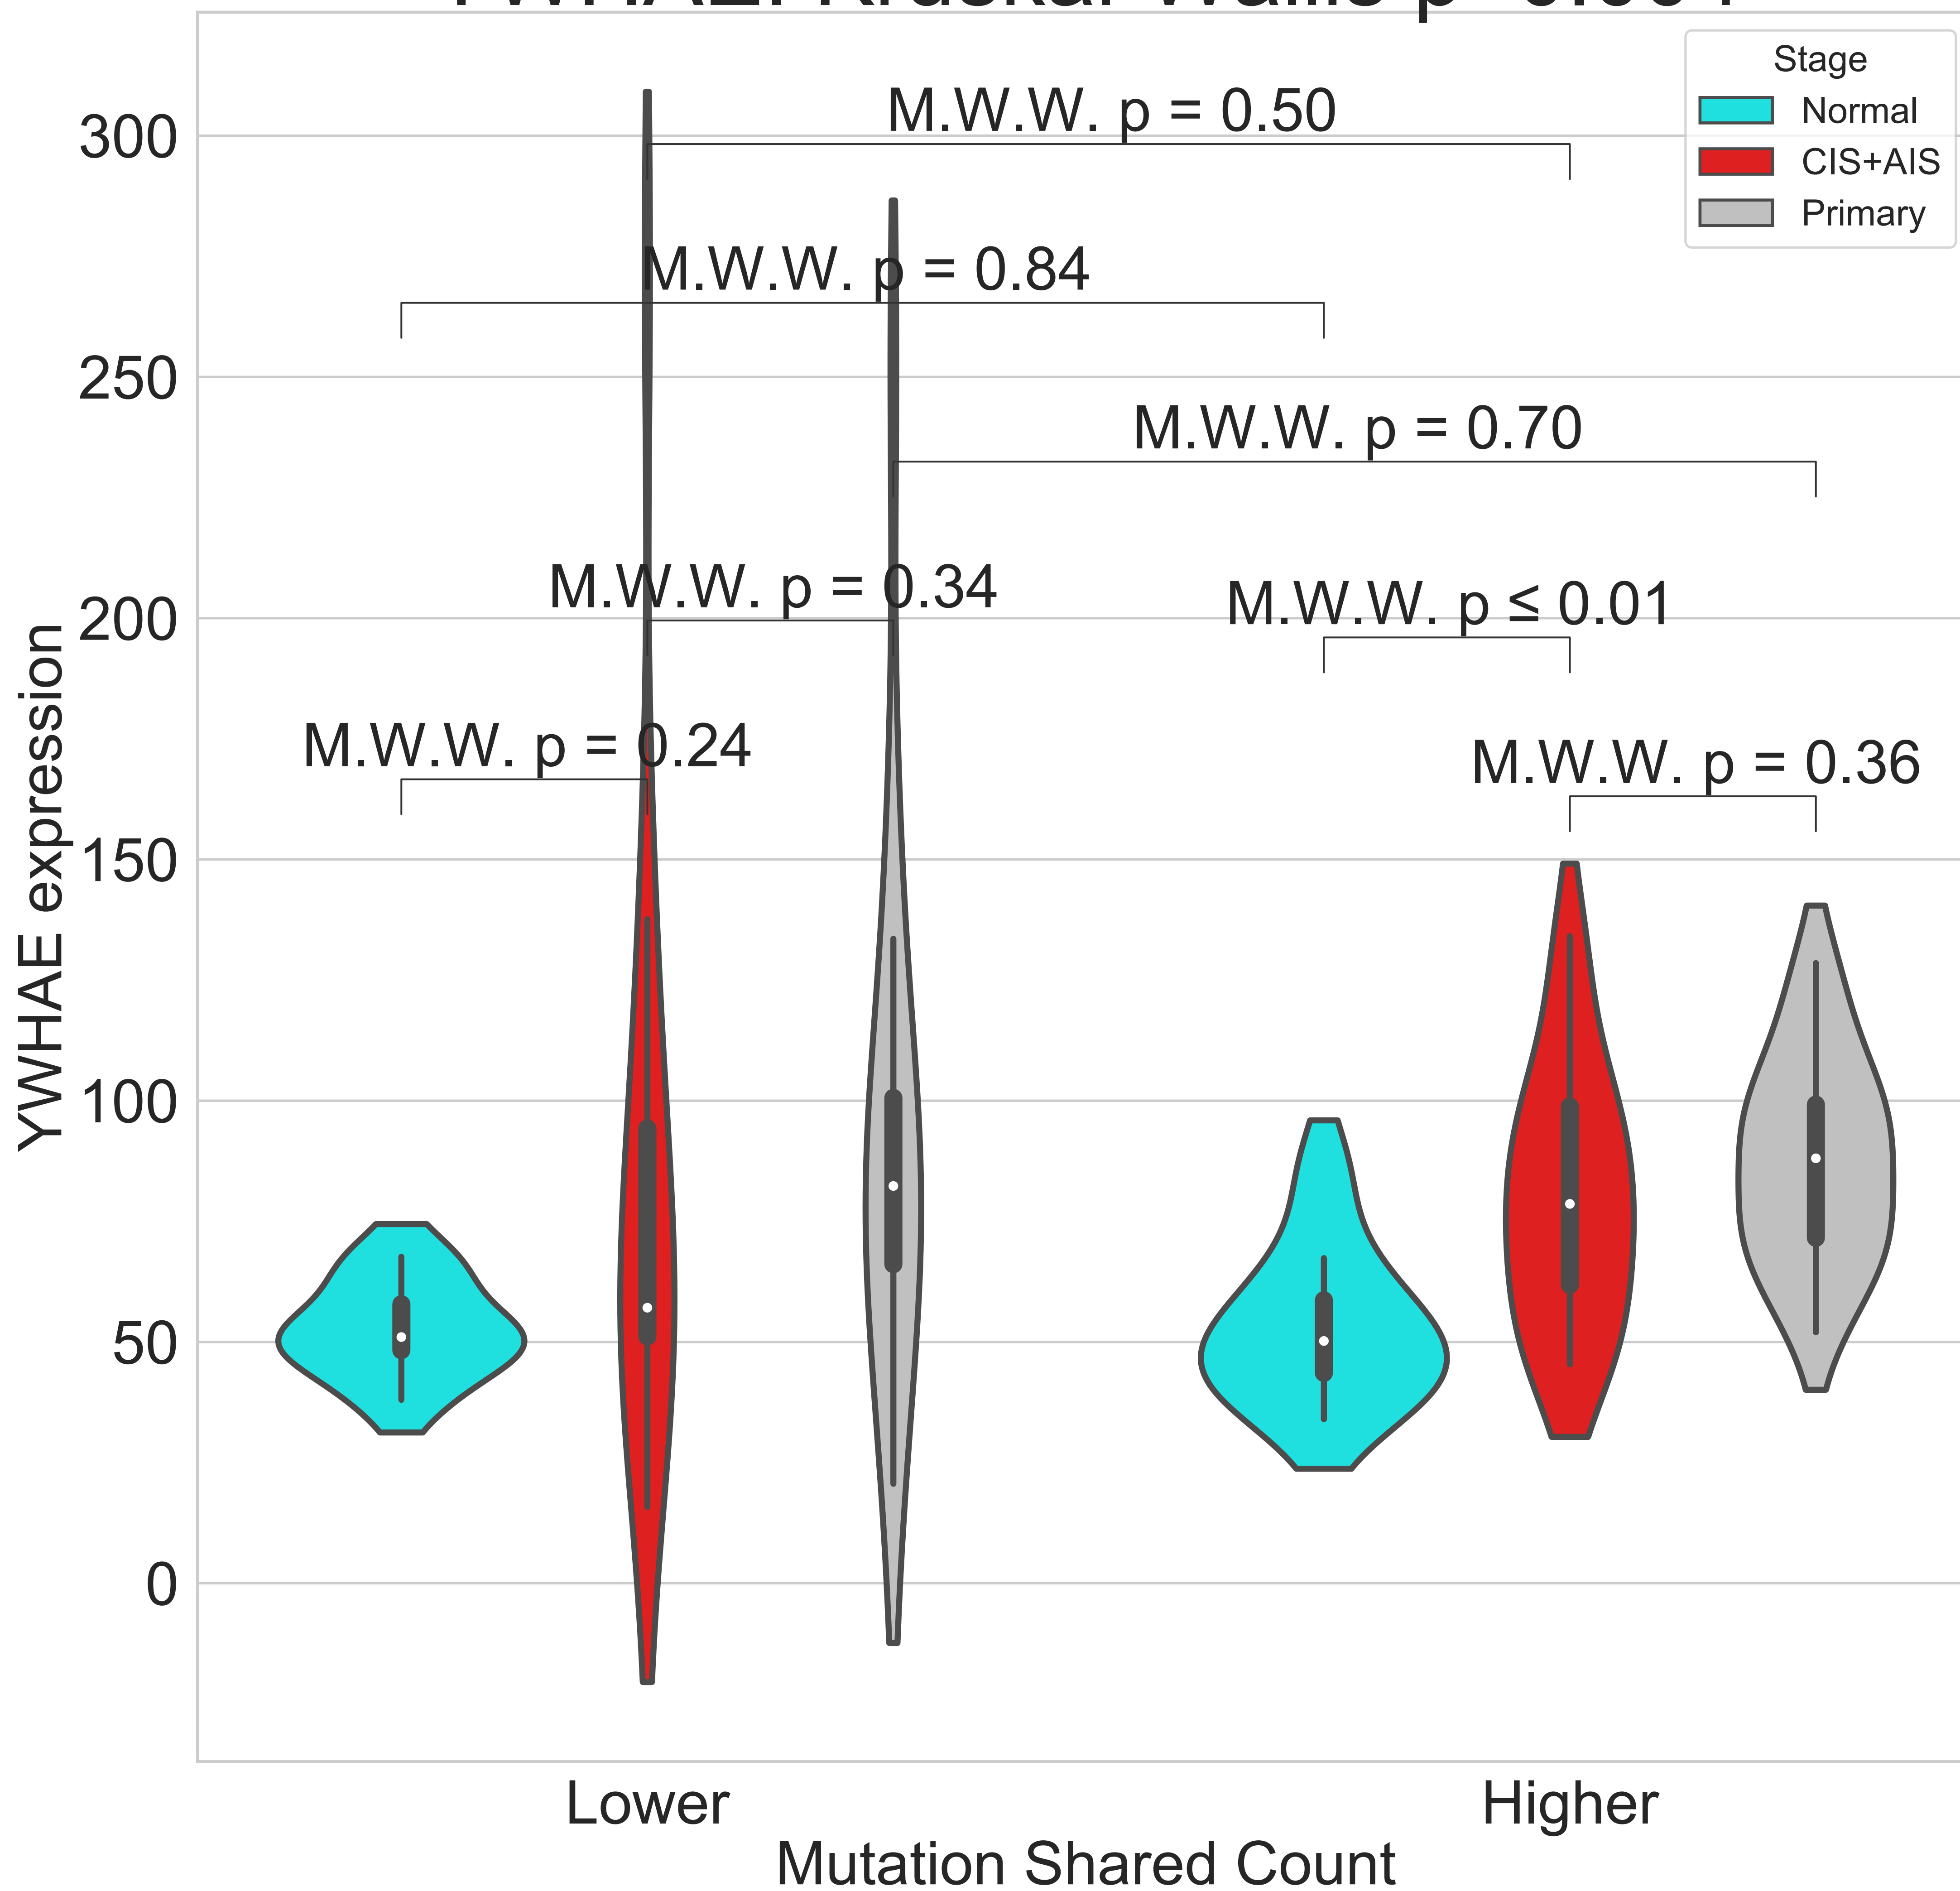 Stage
Normal
CIS+AIS
Primary
M.W.W. p = 0.50
M.W.W. p = 0.84
M.W.W. p = 0.70
M.W.W. p = 0.34
M.W.W. p ≤ 0.01
M.W.W. p = 0.24
M.W.W. p = 0.36
300
250
200
150
100
50
0
YWHAE expression
Lower
Higher
Mutation Shared Count